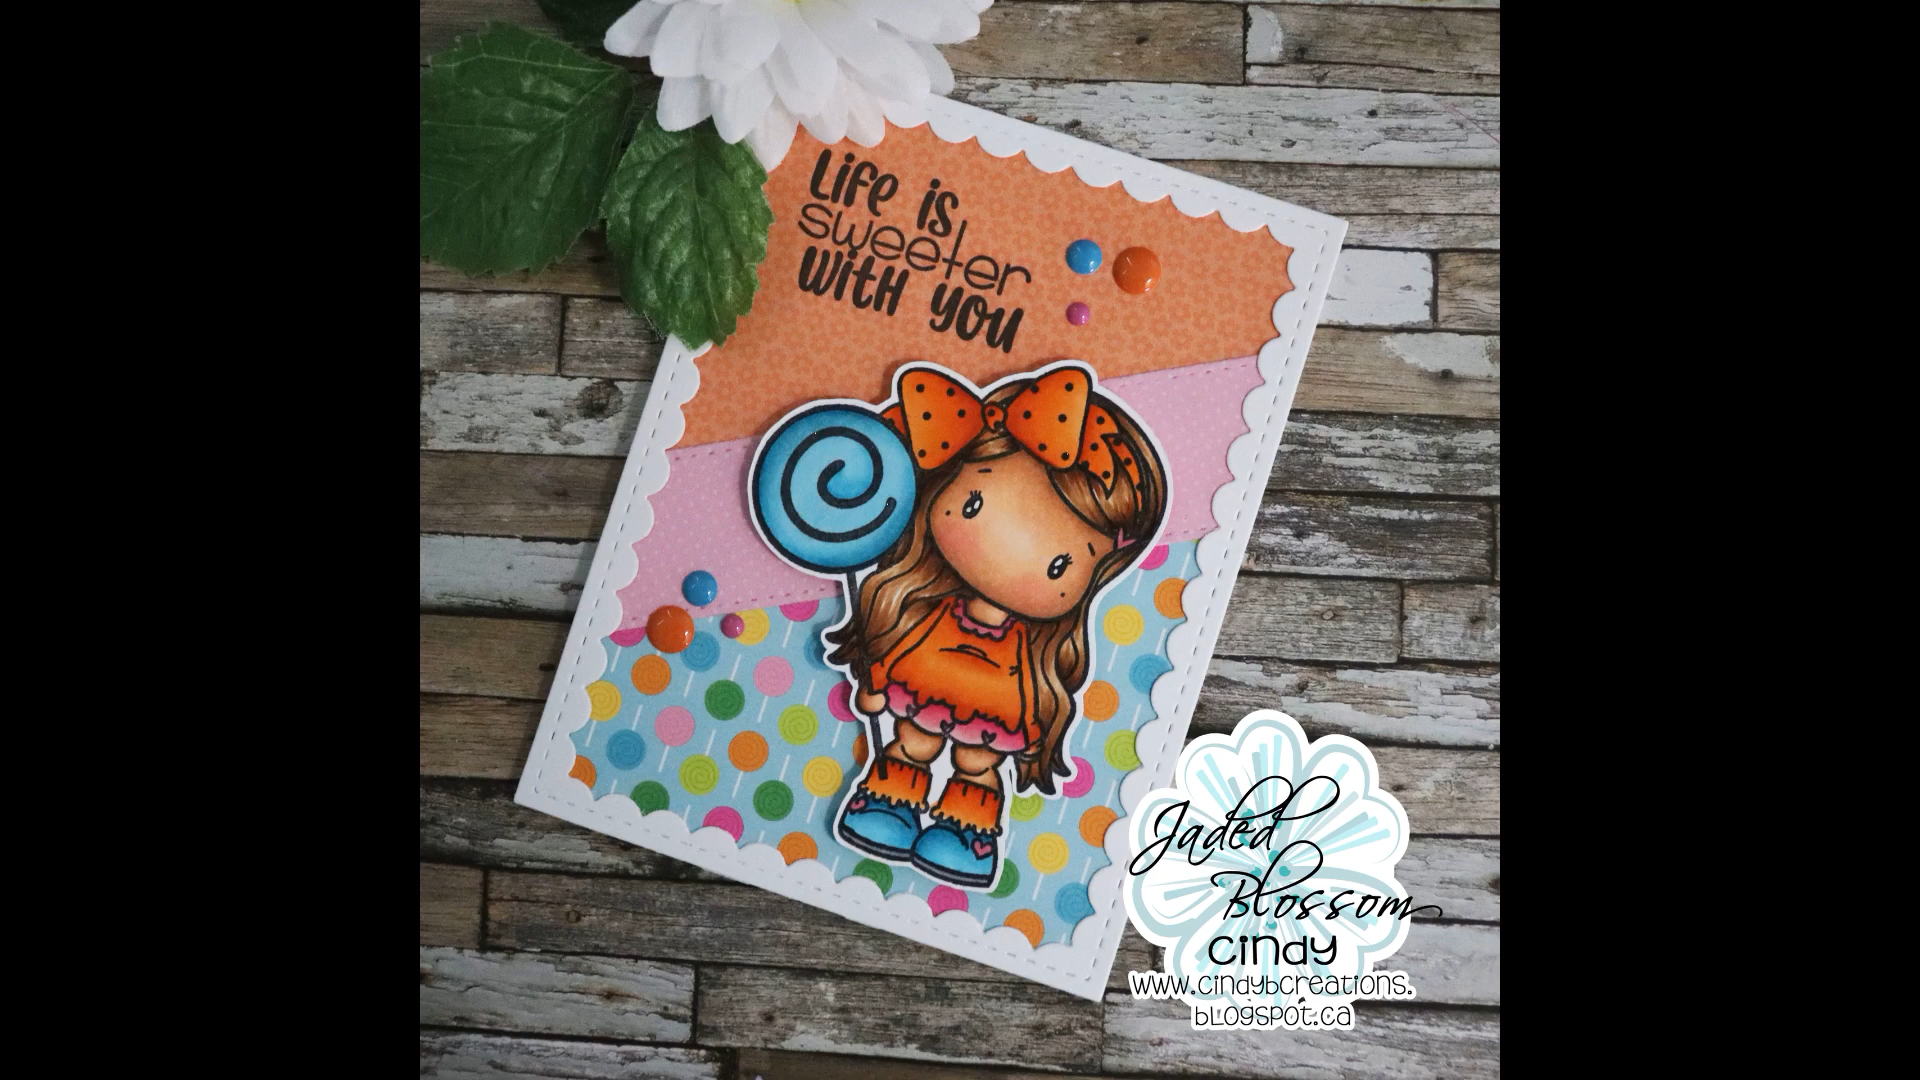 Life is
sweeter
with you
Jaded
Blossom
cindy
www.cindybcreations.
blogspot.ca